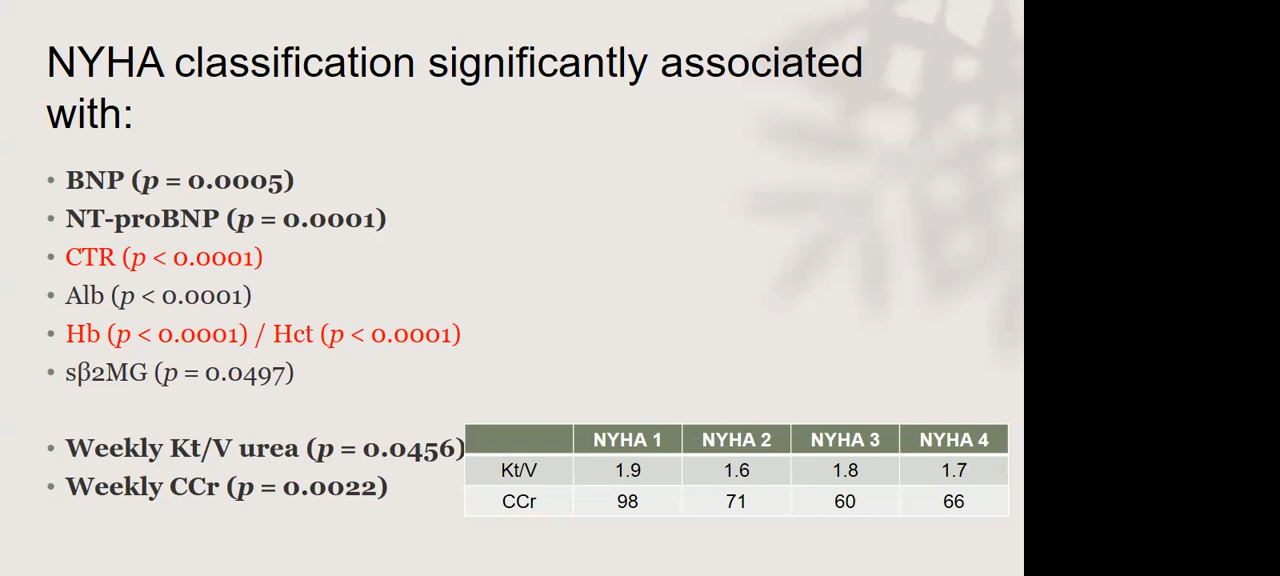 NYHA classification significantly associated
with:
• BNP (p = 0.0005)
• NT-proBNP (p = 0.0001)
• CTR (p < 0.0001)
• Alb (p < 0.0001)
• Hb (p < 0.0001) / Hct (p < 0.0001)
• sβ2MG (p = 0.0497)
• Weekly Kt/V urea (p = 0.0456)
• Weekly CCr (p = 0.0022)
NYHA 1 NYHA 2 NYHA 3 NYHA 4
Kt/V 1.9 1.6 1.8 1.7
CCr 98 71 60 66